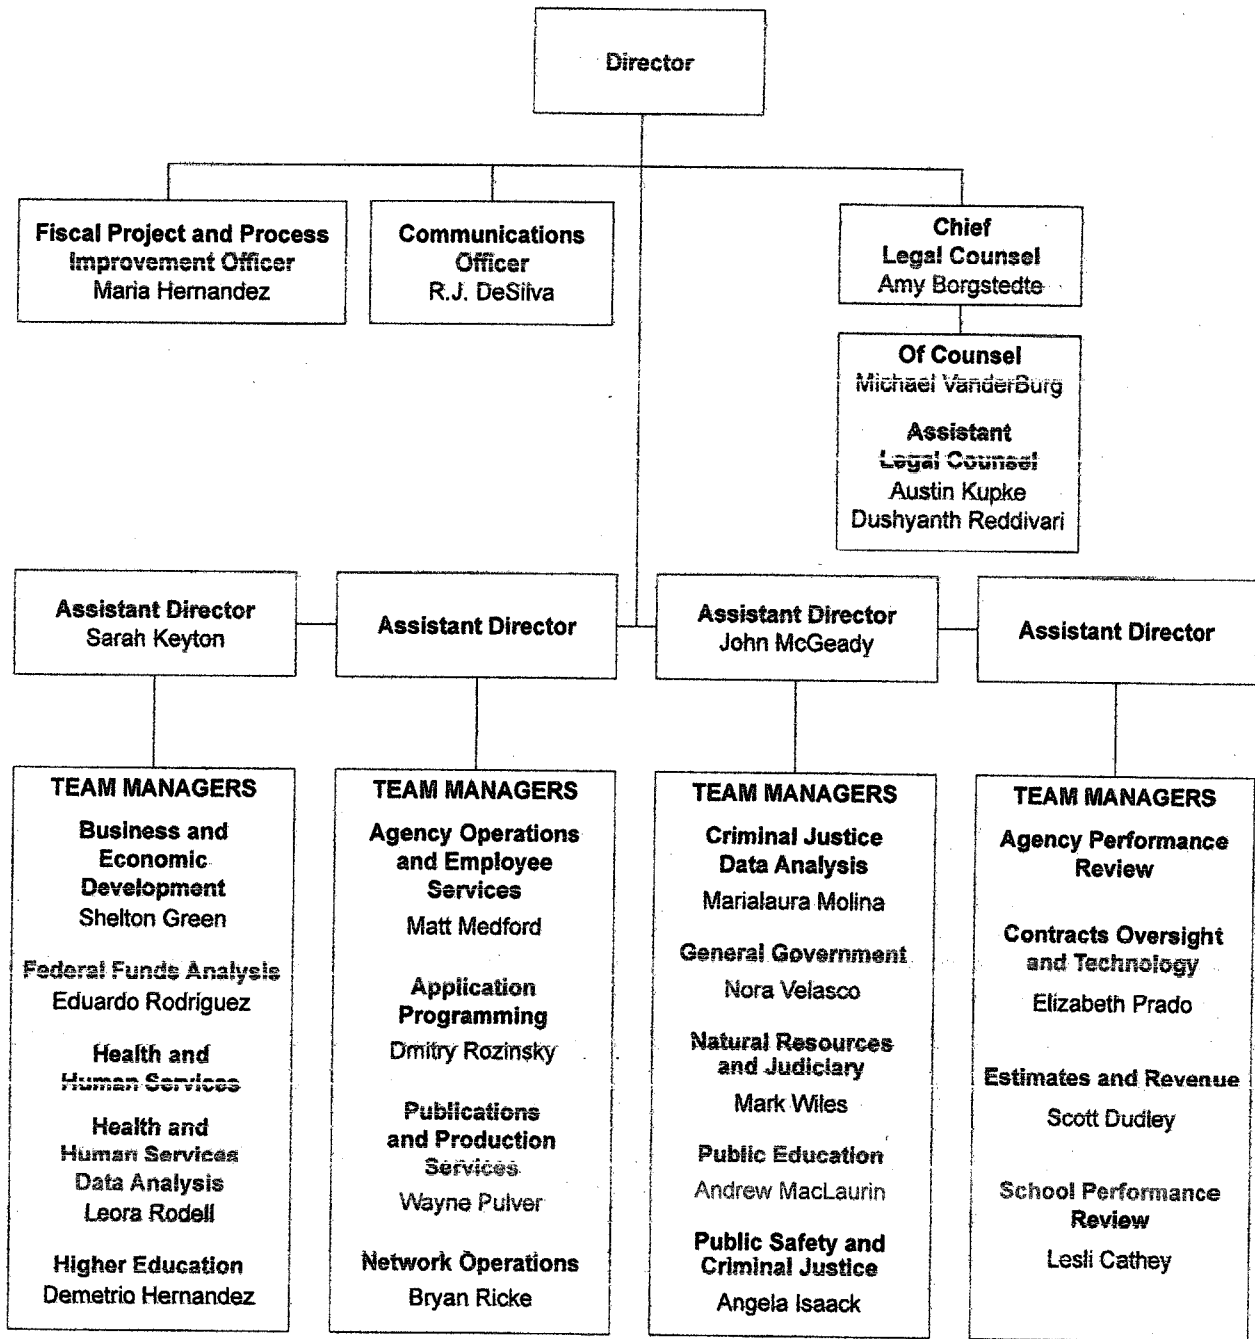 Director
Fiscal Project and Process
Improvement Officer
Maria Hernandez
Communications
Officer
R.J. DeSilva
Chief
Legal Counsel
Amy Borgstedte
Of Counsel
Michael VanderBurg
Assistant
Legal Counsel
Austin Kupke
Dushyanth Reddivari
Assistant Director
Sarah Keyton
Assistant Director
Assistant Director
John McGeady
Assistant Director
TEAM MANAGERS
Business and
Economic
Development
Shelton Green
Federal Funds Analysis
Eduardo Rodríguez
Health and
Human Services
Health and
Human Services
Data Analysis
Leora Rodell
Higher Education
Demetrio Hernandez
TEAM MANAGERS
Agency Operations
and Employee
Services
Matt Medford
Application
Programming
Dmitry Rozinsky
Publications
and Production
Services
Wayne Pulver
Network Operations
Bryan Ricke
TEAM MANAGERS
Criminal Justice
Data Analysis
Marialaura Molina
General Government
Nora Velasco
Natural Resources
and Judiciary
Mark Wiles
Public Education
Andrew MacLaurin
Public Safety and
Criminal Justice
Angela Isaack
TEAM MANAGERS
Agency Performance
Review
Contracts Oversight
and Technology
Elizabeth Prado
Estimates and Revenue
Scott Dudley
School Performance
Review
Lesli Cathey